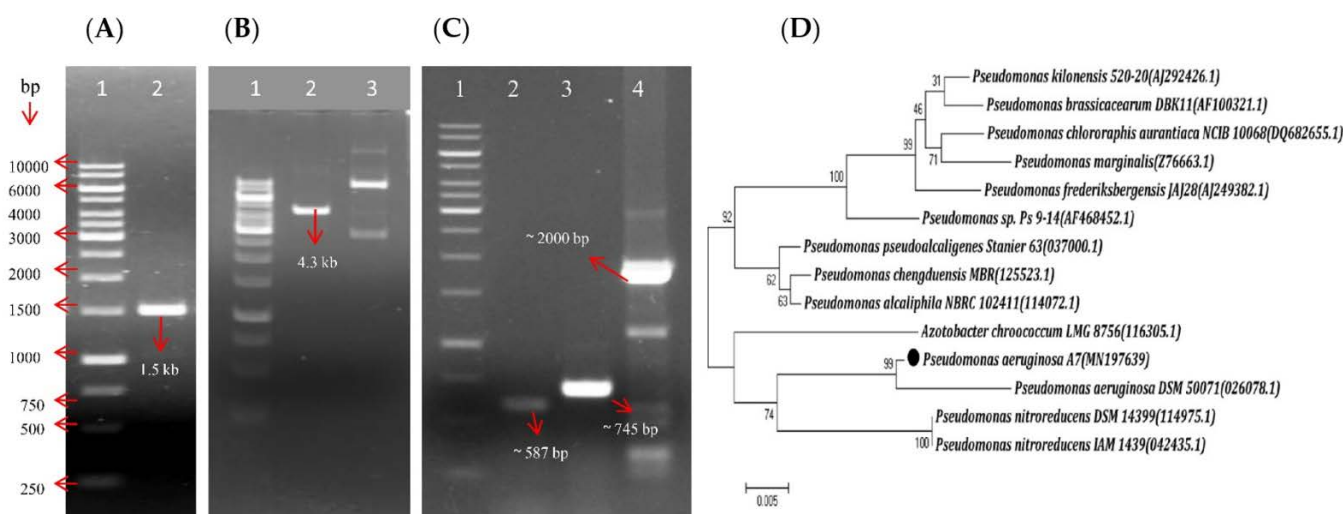 (A)
(B)
(C)
(D)
bp
10000
6000
4000
3000
2000
1500
1000
750
500
250
1 2
1.5 kb
1 2 3
4.3 kb
1 2 3 4
~ 2000 bp
~ 745 bp
~ 587 bp
Pseudomonas kilonensis 520-20(AJ292426.1)
Pseudomonas brassicacearum DBK11(AF100321.1)
Pseudomonas chlororaphis aurantiaca NCIB 10068(DQ682655.1)
Pseudomonas marginalis(Z76663.1)
Pseudomonas frederiksbergensis JAJ28(AJ249382.1)
Pseudomonas sp. Ps 9-14(AF468452.1)
Pseudomonas pseudoalcaligenes Stanier 63(037000.1)
Pseudomonas chengduensis MBR(125523.1)
Pseudomonas alcaliphila NBRC 102411(114072.1)
Azotobacter chroococcum LMG 8756(116305.1)
Pseudomonas aeruginosa A7(MN197639)
Pseudomonas aeruginosa DSM 50071(026078.1)
Pseudomonas nitroreducens DSM 14399(114975.1)
Pseudomonas nitroreducens IAM 1439(042435.1)
31
46
99
71
100
92
62
63
99
74
100
0.005